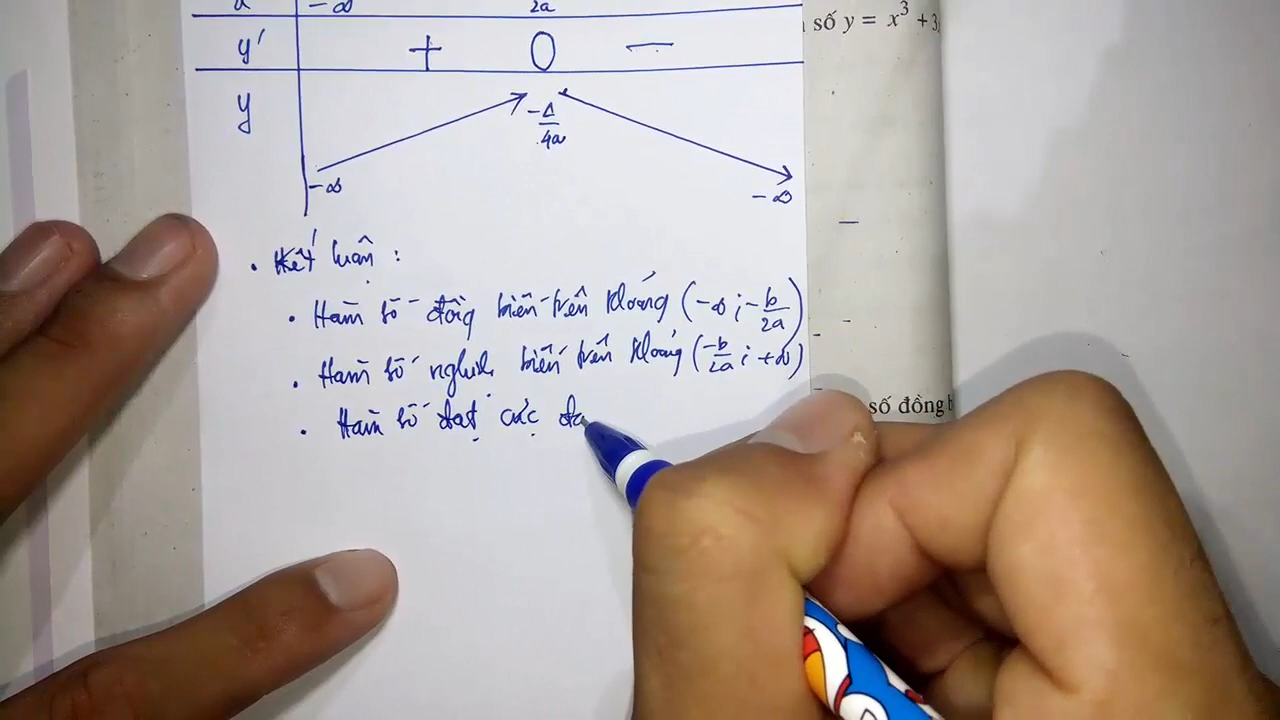 x -∞ 2a
y' + 0 −
y -Δ/4a
-∞ -∞
• Kết luận :
• Hàm số đồng biến trên khoảng (-∞ ; -b/2a)
• Hàm số nghịch biến trên khoảng (-b/2a ; +∞)
• Hàm số đạt cực đạ
số y = x³ + 3
số đồng b